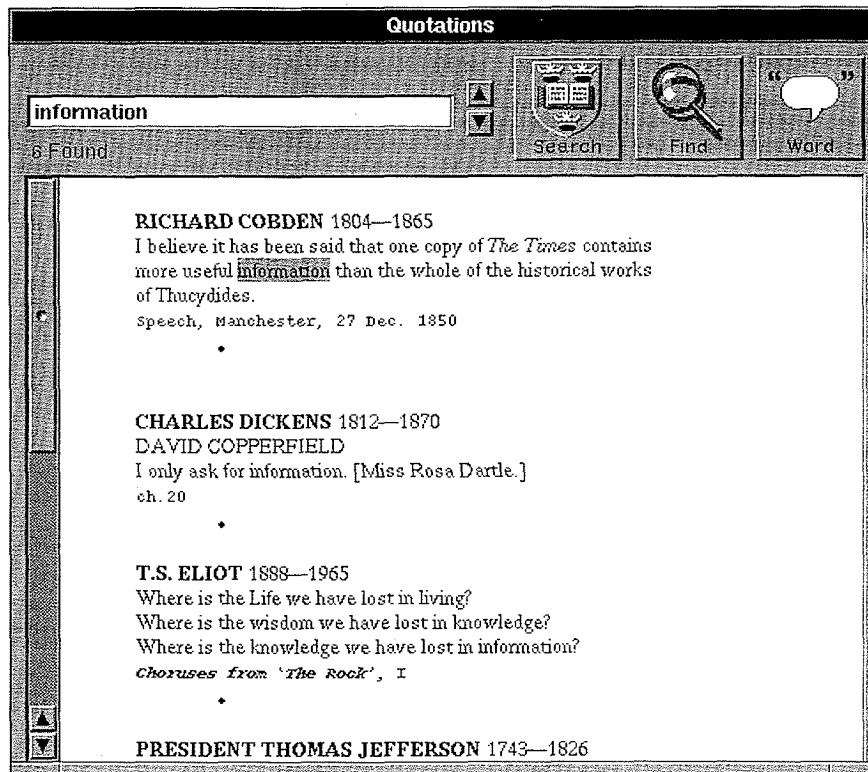 Quotations
information
6 Found
Search
Find
Word
RICHARD COBDEN 1804—1865
I believe it has been said that one copy of The Times contains
more useful information than the whole of the historical works
of Thucydides.
Speech, Manchester, 27 Dec. 1850
CHARLES DICKENS 1812—1870
DAVID COPPERFIELD
I only ask for information. [Miss Rosa Dartle.]
ch. 20
T.S. ELIOT 1888—1965
Where is the Life we have lost in living?
Where is the wisdom we have lost in knowledge?
Where is the knowledge we have lost in information?
Choruses from ‘The Rock’, I
PRESIDENT THOMAS JEFFERSON 1743—1826